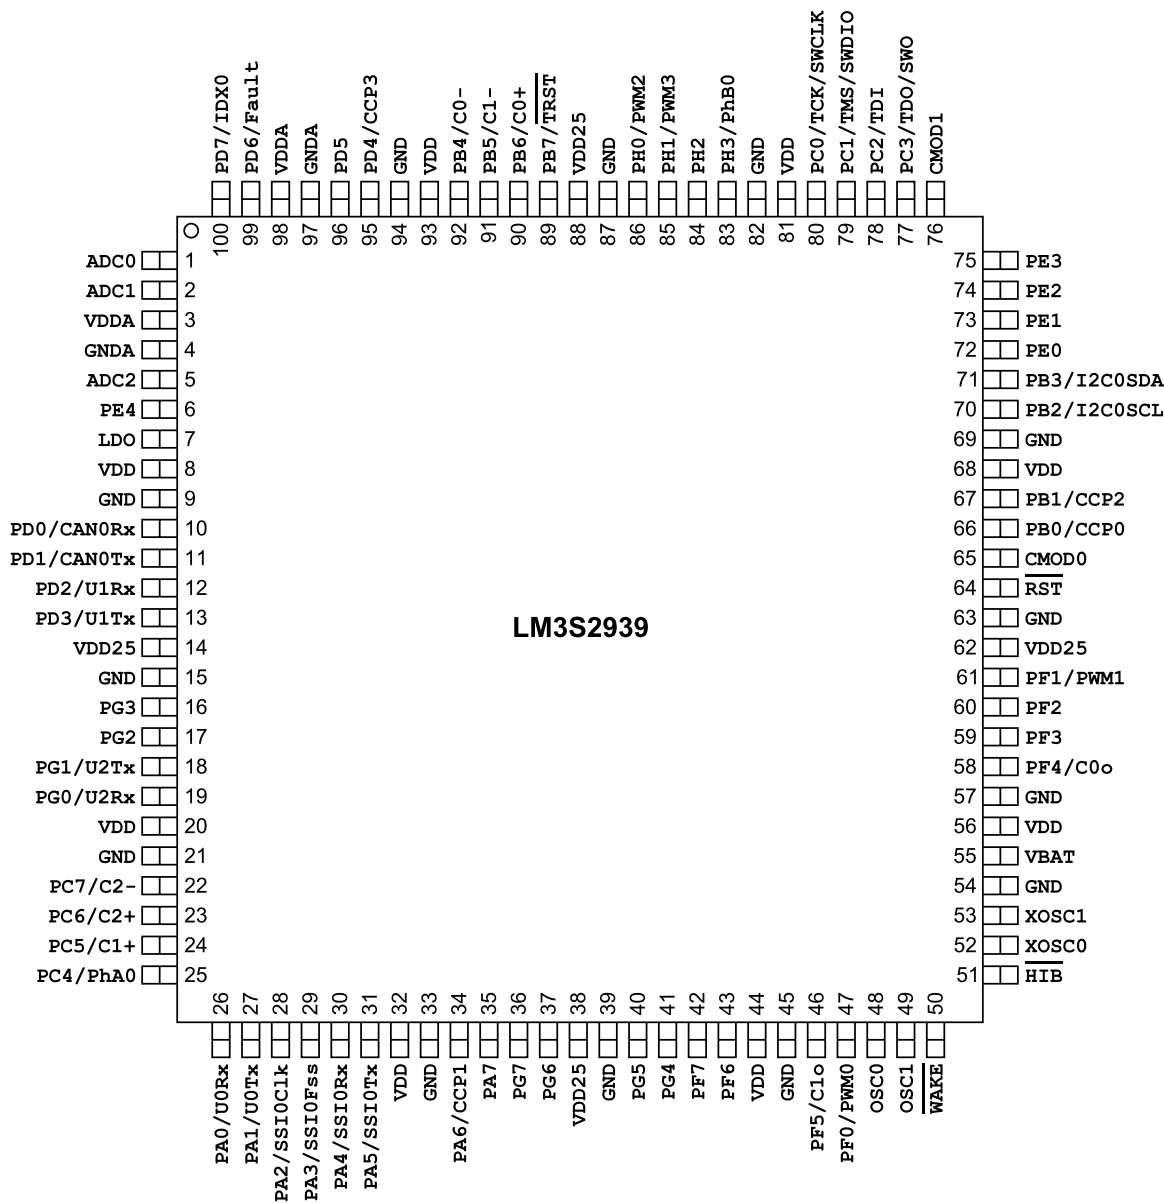 PD7/IDX0
PD6/Fault
VDDA
GNDA
PD5
PD4/CCP3
GND
VDD
PB4/C0-
PB5/C1-
PB6/C0+
PB7/TRST
VDD25
GND
PH0/PWM2
PH1/PWM3
PH2
PH3/PhB0
GND
VDD
PC0/TCK/SWCLK
PC1/TMS/SWDIO
PC2/TDI
PC3/TDO/SWO
CMOD1
100
99
98
97
96
95
94
93
92
91
90
89
88
87
86
85
84
83
82
81
80
79
78
77
76
ADC0 1
ADC1 2
VDDA 3
GNDA 4
ADC2 5
PE4 6
LDO 7
VDD 8
GND 9
PD0/CAN0Rx 10
PD1/CAN0Tx 11
PD2/U1Rx 12
PD3/U1Tx 13
VDD25 14
GND 15
PG3 16
PG2 17
PG1/U2Tx 18
PG0/U2Rx 19
VDD 20
GND 21
PC7/C2- 22
PC6/C2+ 23
PC5/C1+ 24
PC4/PhA0 25
LM3S2939
75 PE3
74 PE2
73 PE1
72 PE0
71 PB3/I2C0SDA
70 PB2/I2C0SCL
69 GND
68 VDD
67 PB1/CCP2
66 PB0/CCP0
65 CMOD0
64 RST
63 GND
62 VDD25
61 PF1/PWM1
60 PF2
59 PF3
58 PF4/C0o
57 GND
56 VDD
55 VBAT
54 GND
53 XOSC1
52 XOSC0
51 HIB
26
27
28
29
30
31
32
33
34
35
36
37
38
39
40
41
42
43
44
45
46
47
48
49
50
PA0/U0Rx
PA1/U0Tx
PA2/SSI0Clk
PA3/SSI0Fss
PA4/SSI0Rx
PA5/SSI0Tx
VDD
GND
PA6/CCP1
PA7
PG7
PG6
VDD25
GND
PG5
PG4
PF7
PF6
VDD
GND
PF5/C1o
PF0/PWM0
OSC0
OSC1
WAKE